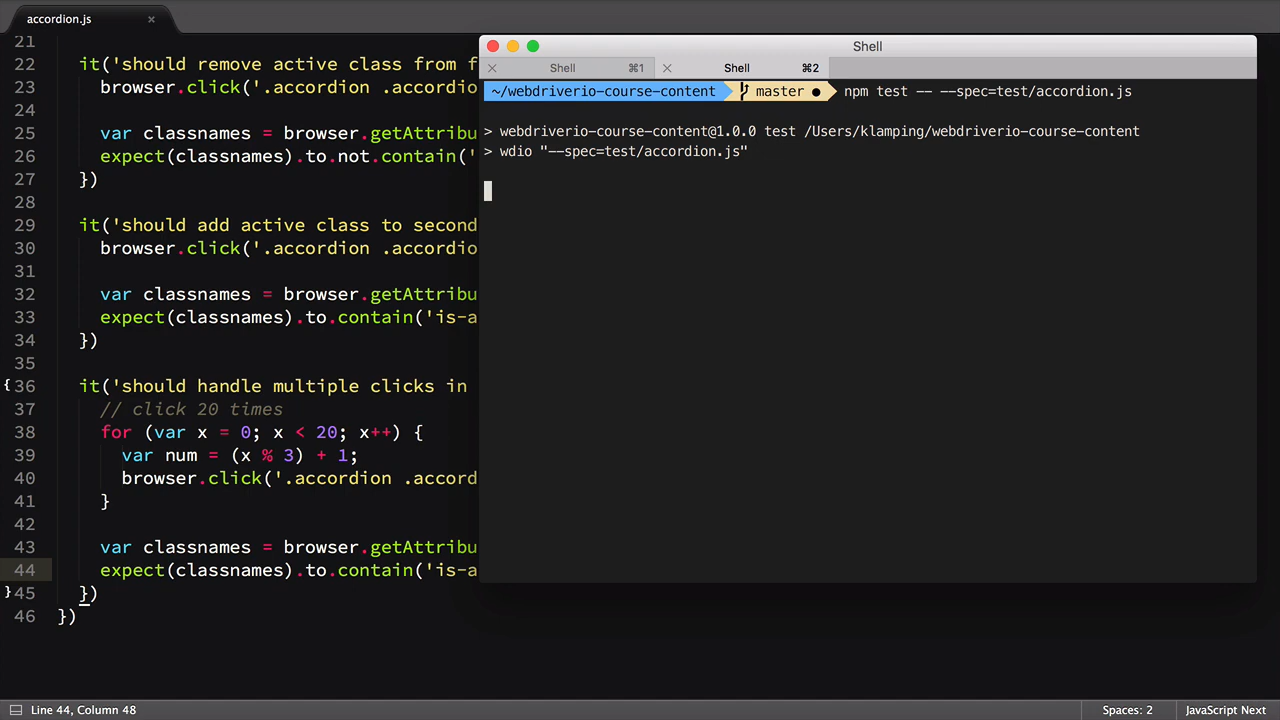 accordion.js
21
22 it('should remove active class from f
23 browser.click('.accordion .accordio
24
25 var classnames = browser.getAttribu
26 expect(classnames).to.not.contain('
27 })
28
29 it('should add active class to second
30 browser.click('.accordion .accordio
31
32 var classnames = browser.getAttribu
33 expect(classnames).to.contain('is-a
34 })
35
36 it('should handle multiple clicks in
37 // click 20 times
38 for (var x = 0; x < 20; x++) {
39 var num = (x % 3) + 1;
40 browser.click('.accordion .accord
41 }
42
43 var classnames = browser.getAttribu
44 expect(classnames).to.contain('is-a
45 })
46 })
Shell
Shell ⌘1 Shell ⌘2
~/webdriverio-course-content master ● npm test -- --spec=test/accordion.js
> webdriverio-course-content@1.0.0 test /Users/klamping/webdriverio-course-content
> wdio "--spec=test/accordion.js"
Line 44, Column 48 Spaces: 2 JavaScript Next